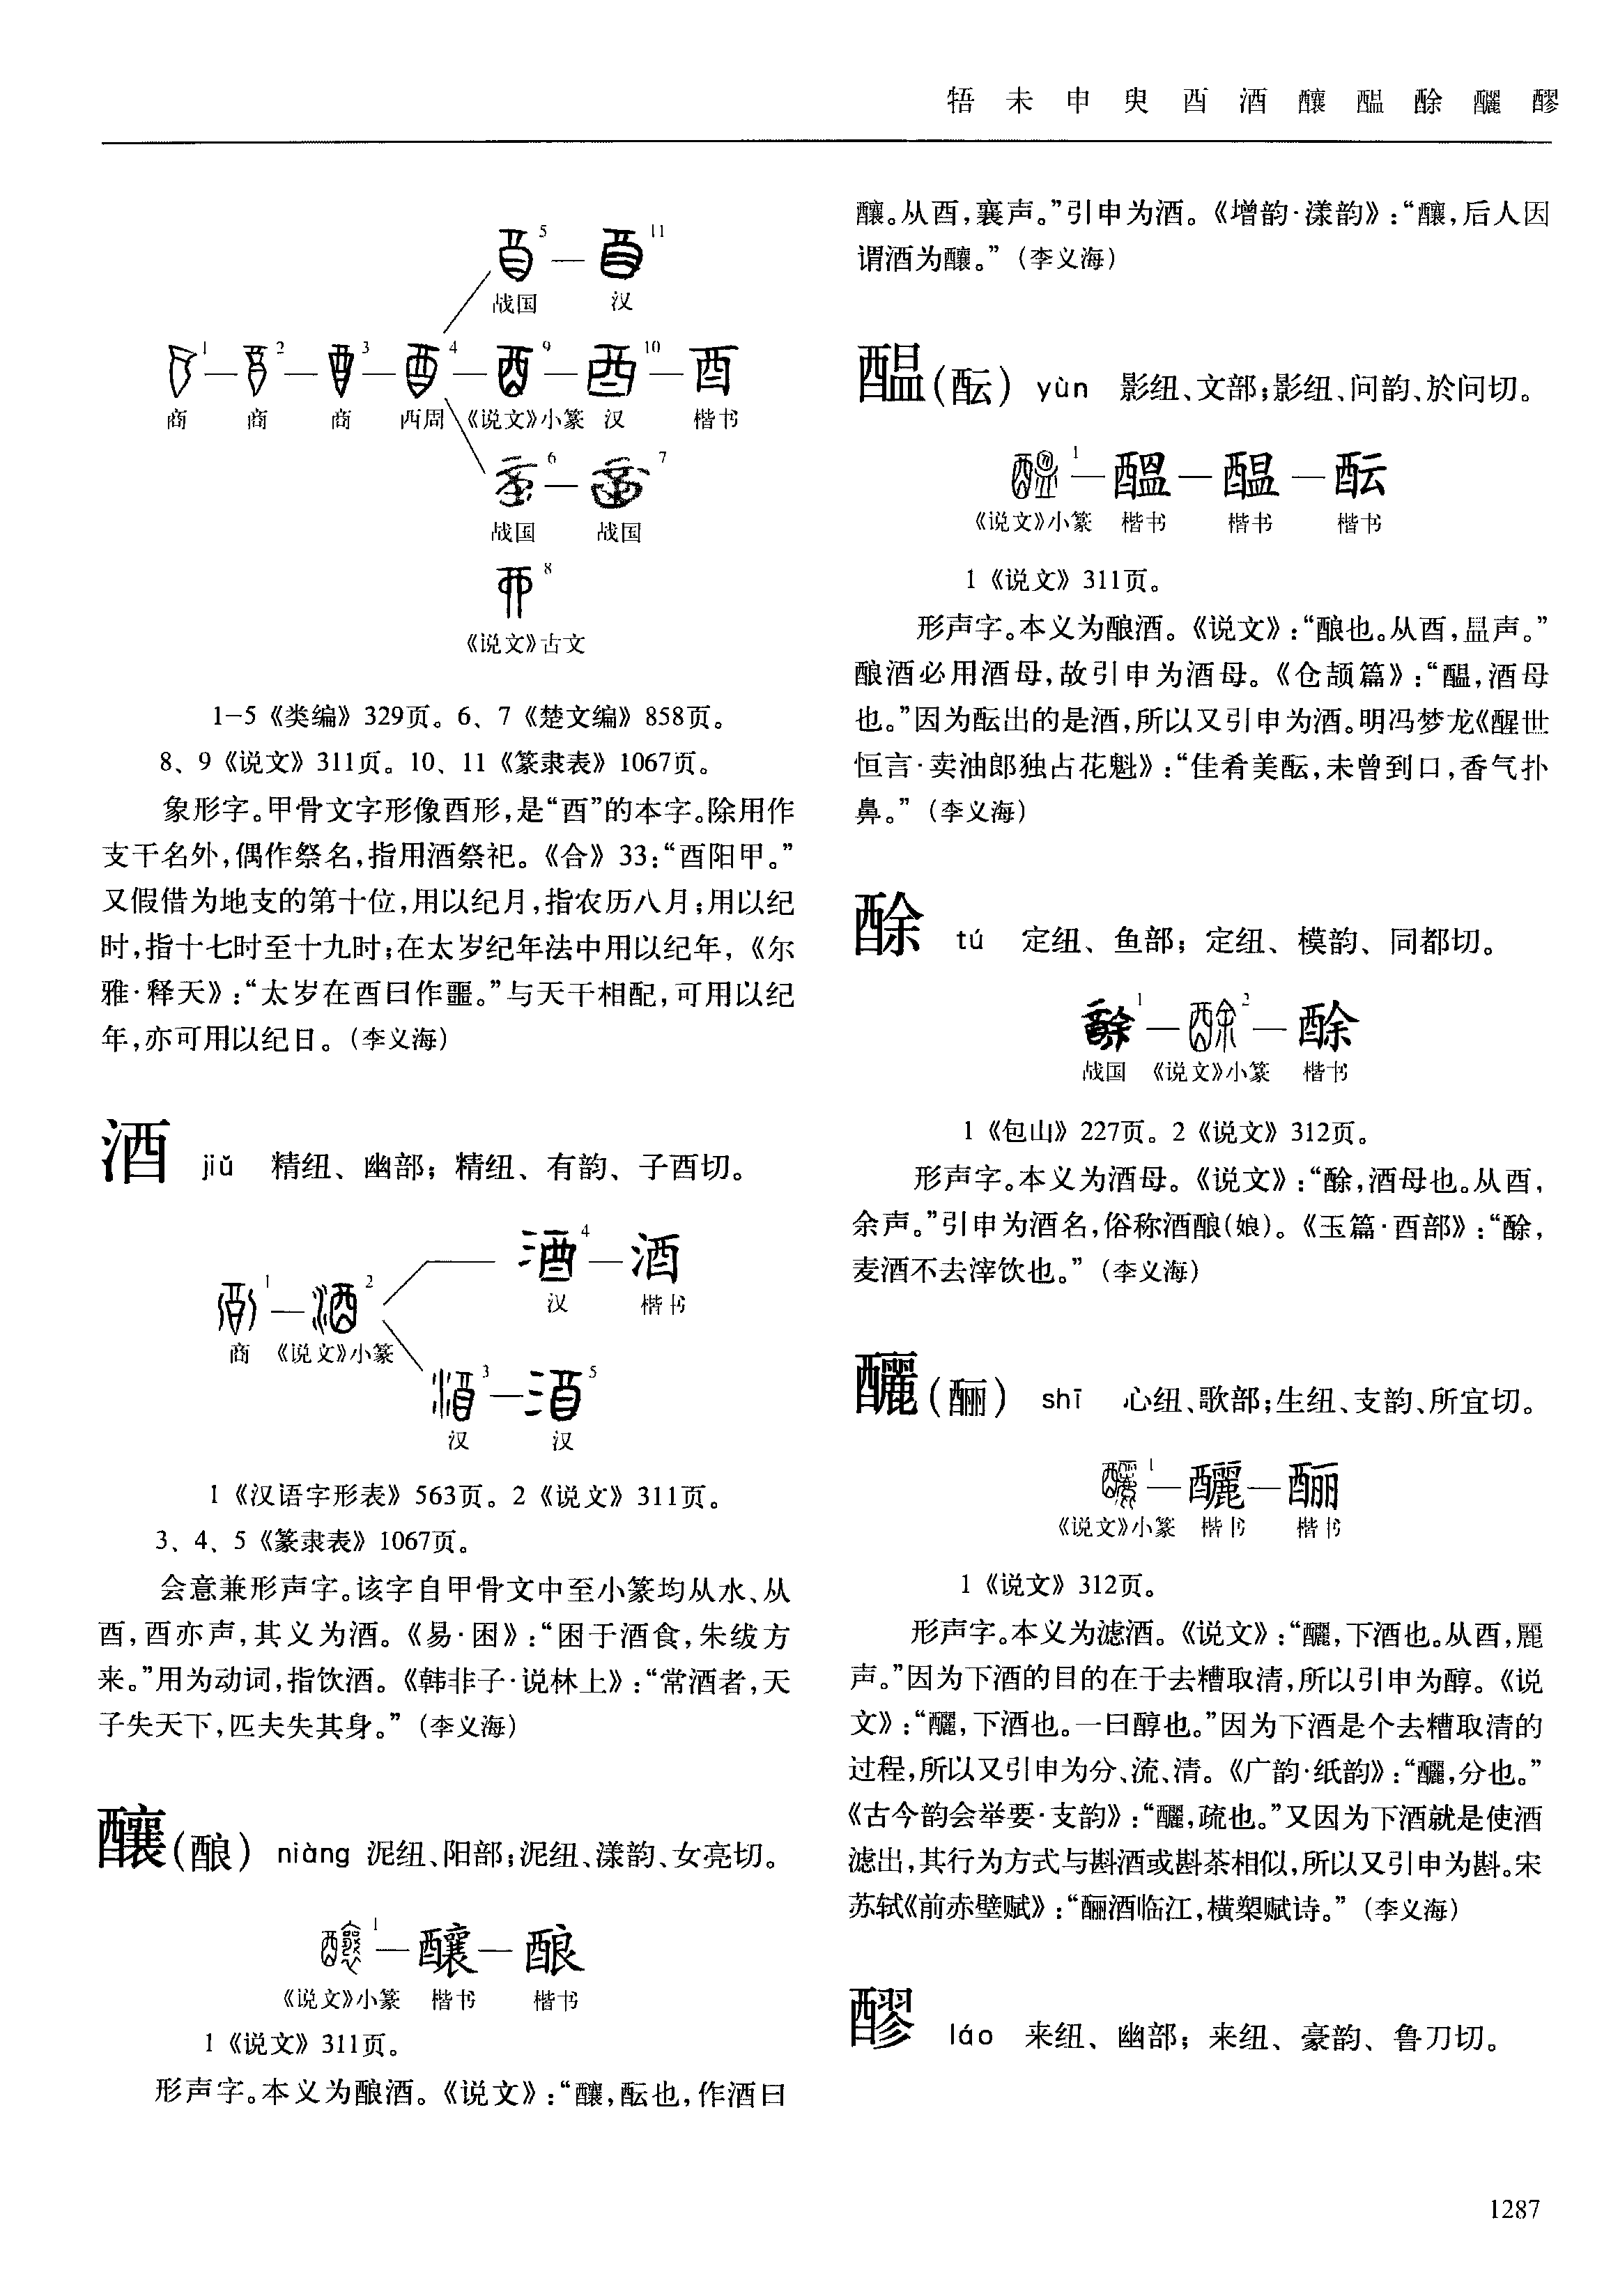 牾 未 申 臾 酉 酒 釀 醖 酴 釃 醪
5 11
战国 汉
1 2 3 4 9 10 酉
商 商 商 西周 《说文》小篆 汉 楷书
6 7
战国 战国
8
《说文》古文
1-5《类编》329页。6、7《楚文编》858页。
8、9《说文》311页。10、11《篆隶表》1067页。
象形字。甲骨文字形像酉形,是“酉”的本字。除用作
支干名外,偶作祭名,指用酒祭祀。《合》33:“酉阳甲。”
又假借为地支的第十位,用以纪月,指农历八月;用以纪
时,指十七时至十九时;在太岁纪年法中用以纪年,《尔
雅·释天》:“太岁在酉曰作噩。”与天干相配,可用以纪
年,亦可用以纪日。(李义海)
酒 jiǔ 精纽、幽部;精纽、有韵、子酉切。
4 酒
汉 楷书
1 2
商 《说文》小篆
3 5
汉 汉
1《汉语字形表》563页。2《说文》311页。
3、4、5《篆隶表》1067页。
会意兼形声字。该字自甲骨文中至小篆均从水、从
酉,酉亦声,其义为酒。《易·困》:“困于酒食,朱绂方
来。”用为动词,指饮酒。《韩非子·说林上》:“常酒者,天
子失天下,匹夫失其身。”(李义海)
釀(酿) niàng 泥纽、阳部;泥纽、漾韵、女亮切。
1 釀 酿
《说文》小篆 楷书 楷书
1《说文》311页。
形声字。本义为酿酒。《说文》:“釀,酝也,作酒曰
釀。从酉,襄声。”引申为酒。《增韵·漾韵》:“釀,后人因
谓酒为釀。”(李义海)
醖(酝) yùn 影纽、文部;影纽、问韵、於问切。
1 醞 醖 酝
《说文》小篆 楷书 楷书 楷书
1《说文》311页。
形声字。本义为酿酒。《说文》:“酿也。从酉,昷声。”
酿酒必用酒母,故引申为酒母。《仓颉篇》:“醖,酒母
也。”因为酝出的是酒,所以又引申为酒。明冯梦龙《醒世
恒言·卖油郎独占花魁》:“佳肴美酝,未曾到口,香气扑
鼻。”(李义海)
酴 tú 定纽、鱼部;定纽、模韵、同都切。
1 2 酴
战国 《说文》小篆 楷书
1《包山》227页。2《说文》312页。
形声字。本义为酒母。《说文》:“酴,酒母也。从酉,
余声。”引申为酒名,俗称酒酿(娘)。《玉篇·酉部》:“酴,
麦酒不去滓饮也。”(李义海)
釃(酾) shī 心纽、歌部;生纽、支韵、所宜切。
1 釃 酾
《说文》小篆 楷书 楷书
1《说文》312页。
形声字。本义为滤酒。《说文》:“釃,下酒也。从酉,麗
声。”因为下酒的目的在于去糟取清,所以引申为醇。《说
文》:“釃,下酒也。一曰醇也。”因为下酒是个去糟取清的
过程,所以又引申为分、流、清。《广韵·纸韵》:“釃,分也。”
《古今韵会举要·支韵》:“釃,疏也。”又因为下酒就是使酒
滤出,其行为方式与斟酒或斟茶相似,所以又引申为斟。宋
苏轼《前赤壁赋》:“酾酒临江,横槊赋诗。”(李义海)
醪 láo 来纽、幽部;来纽、豪韵、鲁刀切。
1287